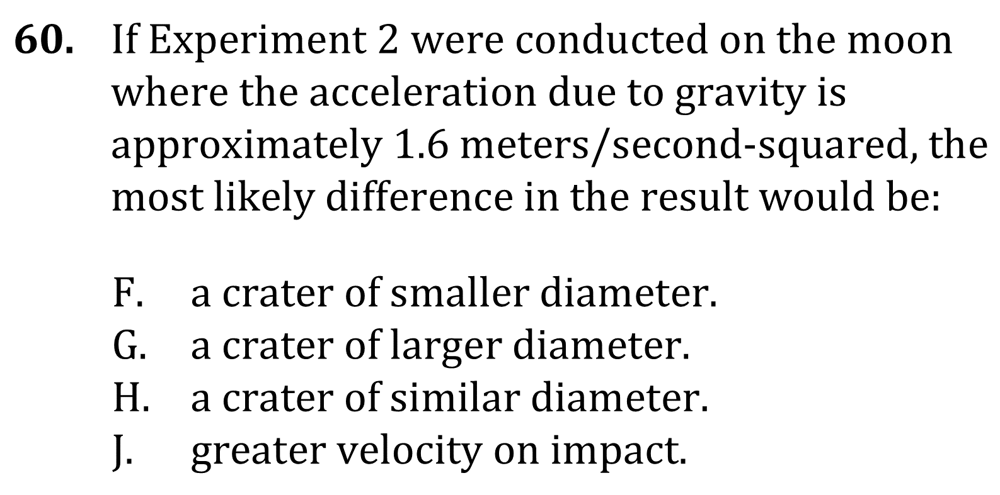 60. If Experiment 2 were conducted on the moon
where the acceleration due to gravity is
approximately 1.6 meters/second-squared, the
most likely difference in the result would be:
F. a crater of smaller diameter.
G. a crater of larger diameter.
H. a crater of similar diameter.
J. greater velocity on impact.